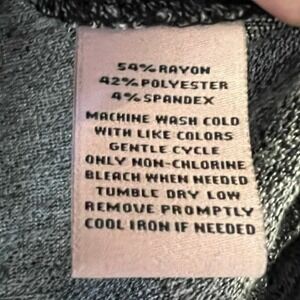 54% RAYON
42% POLYESTER
4% SPANDEX
MACHINE WASH COLD
WITH LIKE COLORS
GENTLE CYCLE
ONLY NON-CHLORINE
BLEACH WHEN NEEDED
TUMBLE DRY LOW
REMOVE PROMPTLY
COOL IRON IF NEEDED